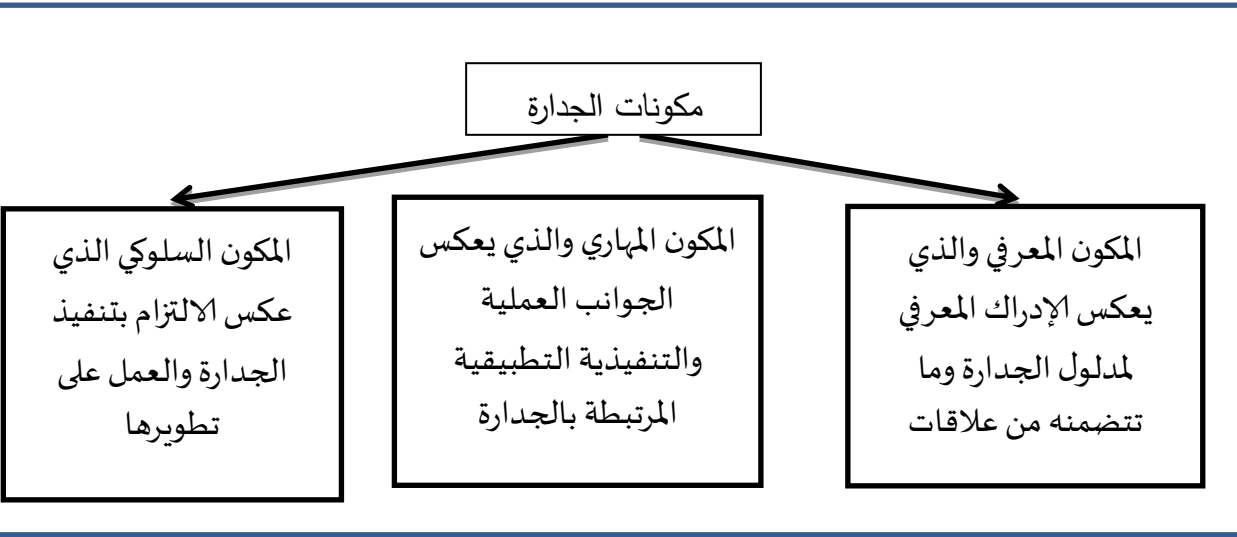 مكونات الجدارة
المكون المعرفي والذي
يعكس الإدراك المعرفي
لمدلول الجدارة وما
تتضمنه من علاقات
المكون المهاري والذي يعكس
الجوانب العملية
والتنفيذية التطبيقية
المرتبطة بالجدارة
المكون السلوكي الذي
عكس الالتزام بتنفيذ
الجدارة والعمل على
تطويرها